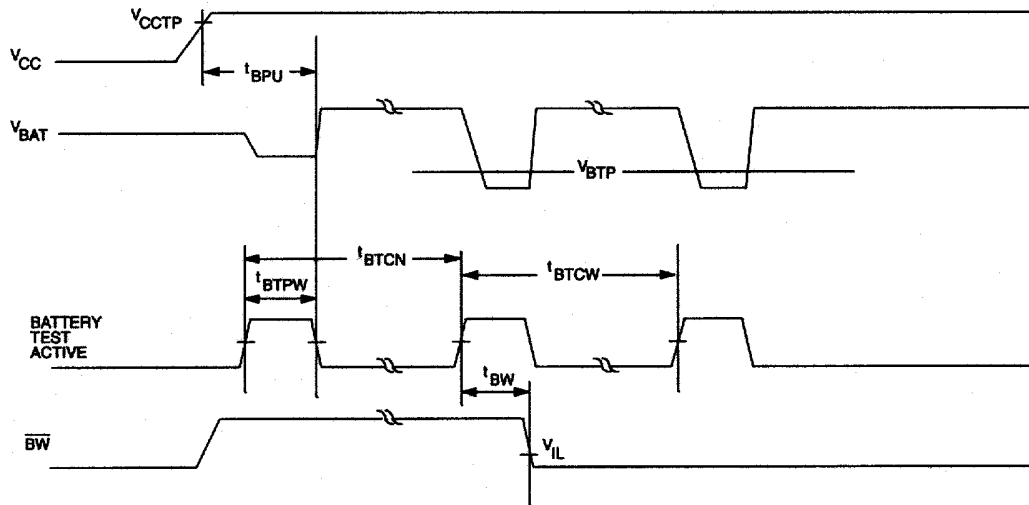 VCCTP
VCC
tBPU
VBAT
VBTP
tBTCN
tBTCW
tBTPW
BATTERY
TEST
ACTIVE
tBW
BW
VIL